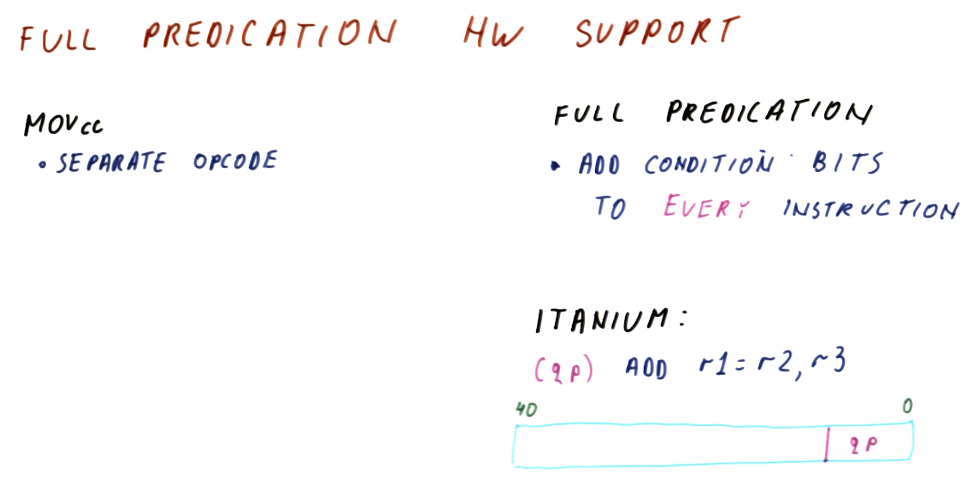 FULL PREDICATION HW SUPPORT
MOVcc
• SEPARATE OPCODE
FULL PREDICATION
• ADD CONDITION BITS
TO EVERY INSTRUCTION
ITANIUM:
(qp) ADD r1=r2, r3
40 0
qp